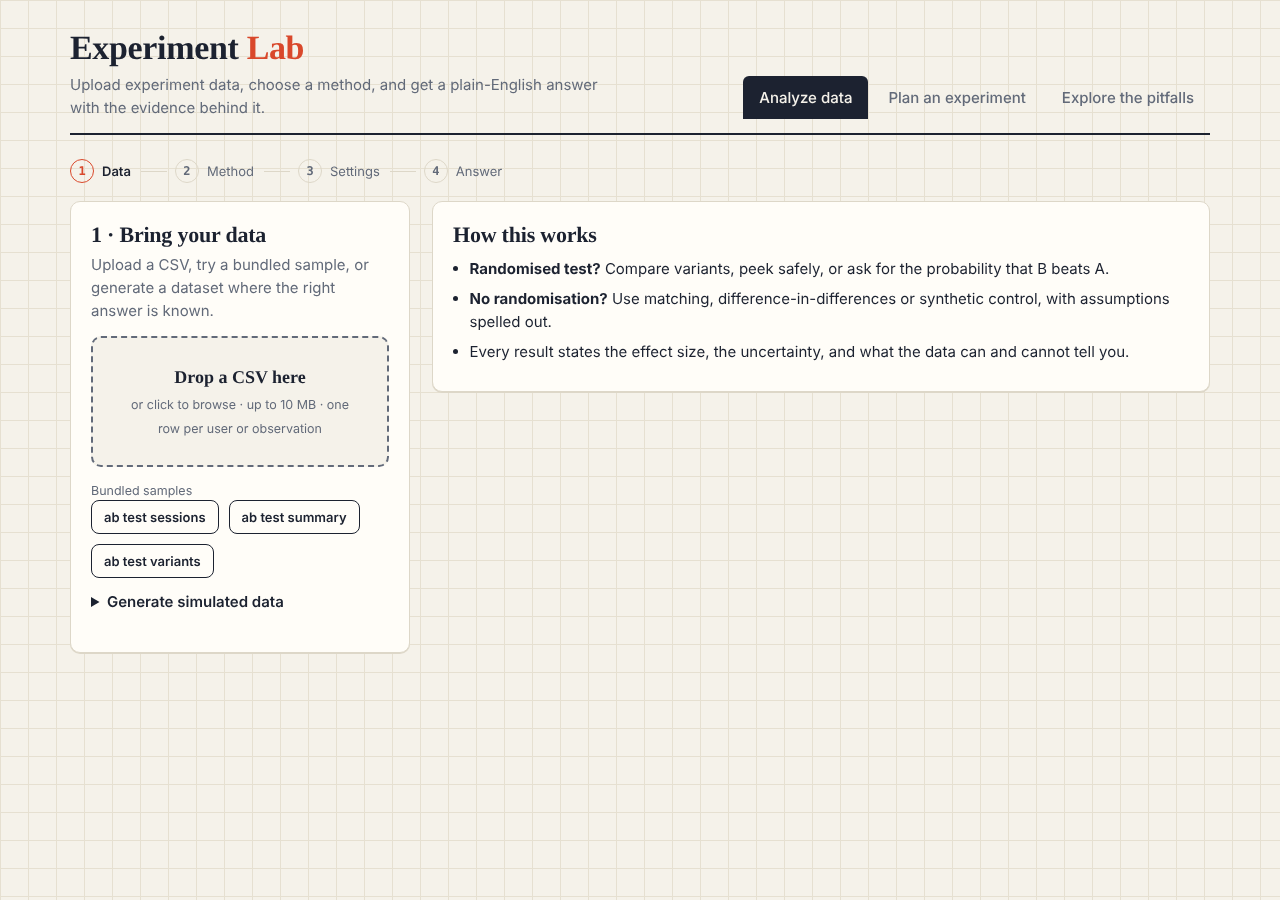 Experiment Lab
Upload experiment data, choose a method, and get a plain-English answer
with the evidence behind it.
Analyze data
Plan an experiment
Explore the pitfalls
1 Data
2 Method
3 Settings
4 Answer
1 · Bring your data
Upload a CSV, try a bundled sample, or
generate a dataset where the right
answer is known.
Drop a CSV here
or click to browse · up to 10 MB · one
row per user or observation
Bundled samples
ab test sessions
ab test summary
ab test variants
Generate simulated data
How this works
Randomised test? Compare variants, peek safely, or ask for the probability that B beats A.
No randomisation? Use matching, difference-in-differences or synthetic control, with assumptions
spelled out.
Every result states the effect size, the uncertainty, and what the data can and cannot tell you.